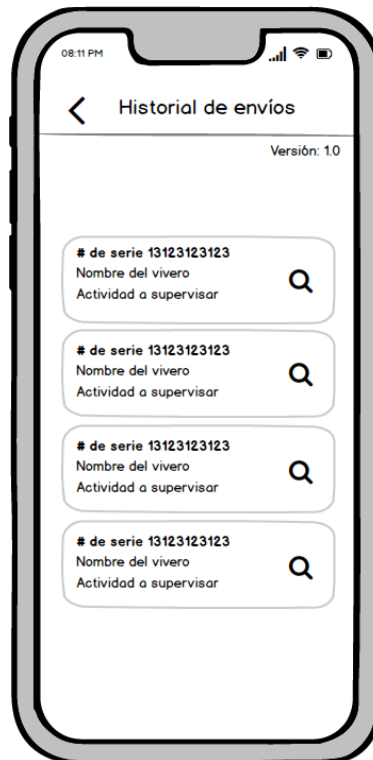 08:11 PM
Historial de envíos
Versión: 1.0
# de serie 13123123123
Nombre del vivero
Actividad a supervisar
# de serie 13123123123
Nombre del vivero
Actividad a supervisar
# de serie 13123123123
Nombre del vivero
Actividad a supervisar
# de serie 13123123123
Nombre del vivero
Actividad a supervisar